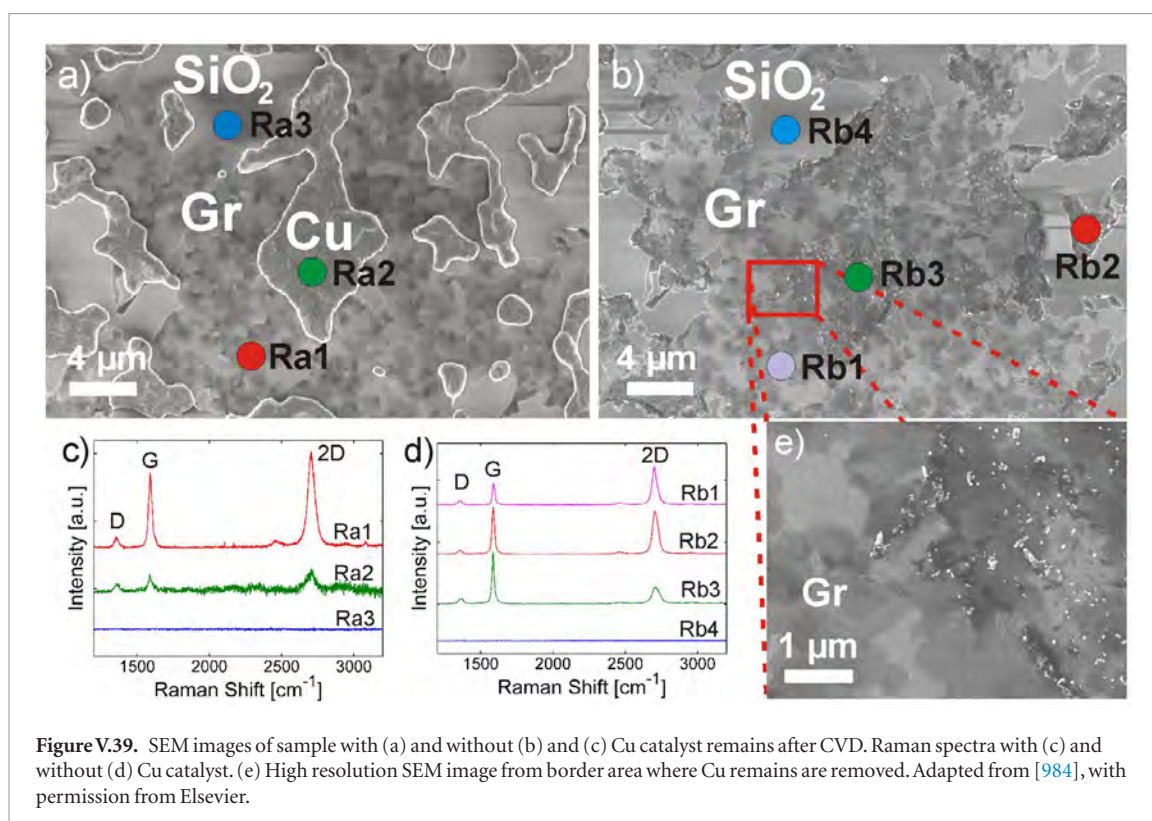 a)
SiO2
Ra3
Gr
Cu
Ra2
Ra1
4 µm
b)
SiO2
Rb4
Gr
Rb2
Rb3
Rb1
4 µm
c)
G
2D
D
Ra1
Ra2
Ra3
Intensity [a.u.]
1500 2000 2500 3000
Raman Shift [cm-1]
d)
D
G
2D
Rb1
Rb2
Rb3
Rb4
Intensity [a.u.]
1500 2000 2500 3000
Raman Shift [cm-1]
e)
Gr
1 µm
Figure V.39. SEM images of sample with (a) and without (b) and (c) Cu catalyst remains after CVD. Raman spectra with (c) and
without (d) Cu catalyst. (e) High resolution SEM image from border area where Cu remains are removed. Adapted from [984], with
permission from Elsevier.